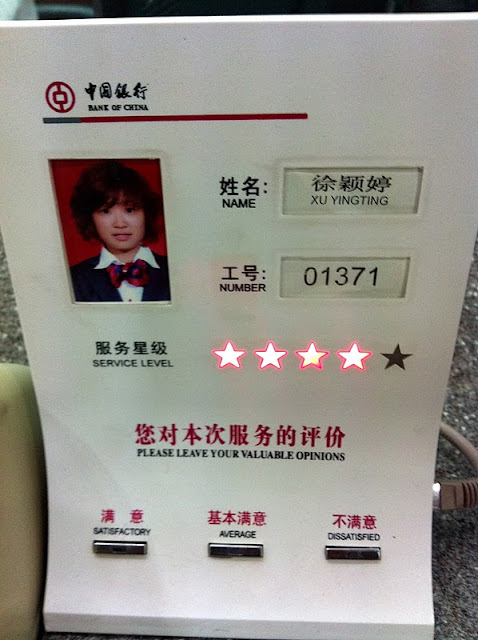 中国银行
BANK OF CHINA
姓名: 徐颖婷
NAME XU YINGTING
工号: 01371
NUMBER
服务星级
SERVICE LEVEL
您对本次服务的评价
PLEASE LEAVE YOUR VALUABLE OPINIONS
满 意 基本满意 不满意
SATISFACTORY AVERAGE DISSATISFIED